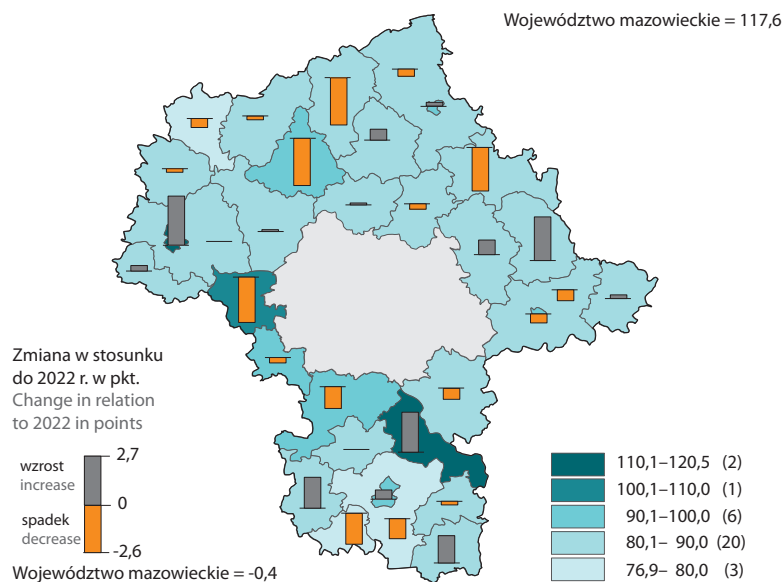 Województwo mazowieckie = 117,6
Zmiana w stosunku
do 2022 r. w pkt.
Change in relation
to 2022 in points
2,7
wzrost
increase
0
spadek
decrease
-2,6
Województwo mazowieckie = -0,4
110,1–120,5 (2)
100,1–110,0 (1)
90,1–100,0 (6)
80,1– 90,0 (20)
76,9– 80,0 (3)